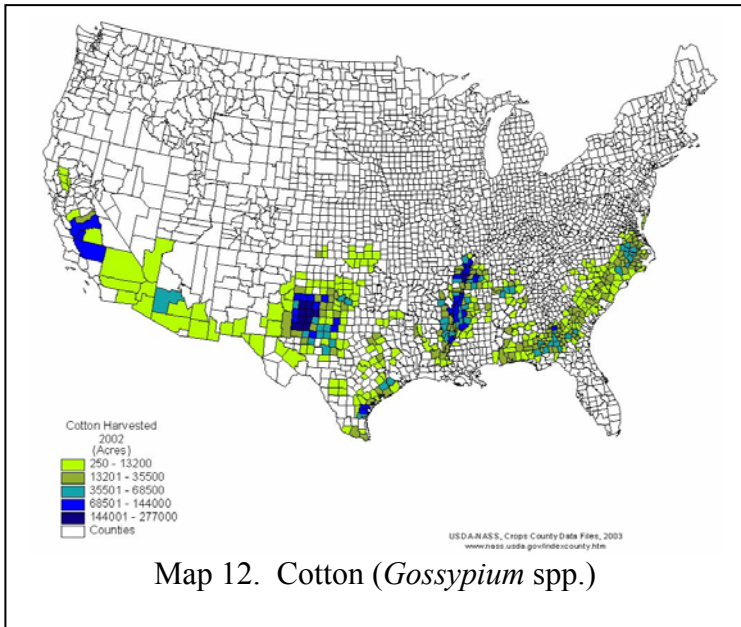 Cotton Harvested
2002
(Acres)
250 - 13200
13201 - 35500
35501 - 68500
68501 - 144000
144001 - 277000
Counties
USDA-NASS, Crops County Data Files, 2003
www.nass.usda.gov/indexcounty.htm
Map 12.  Cotton (Gossypium spp.)